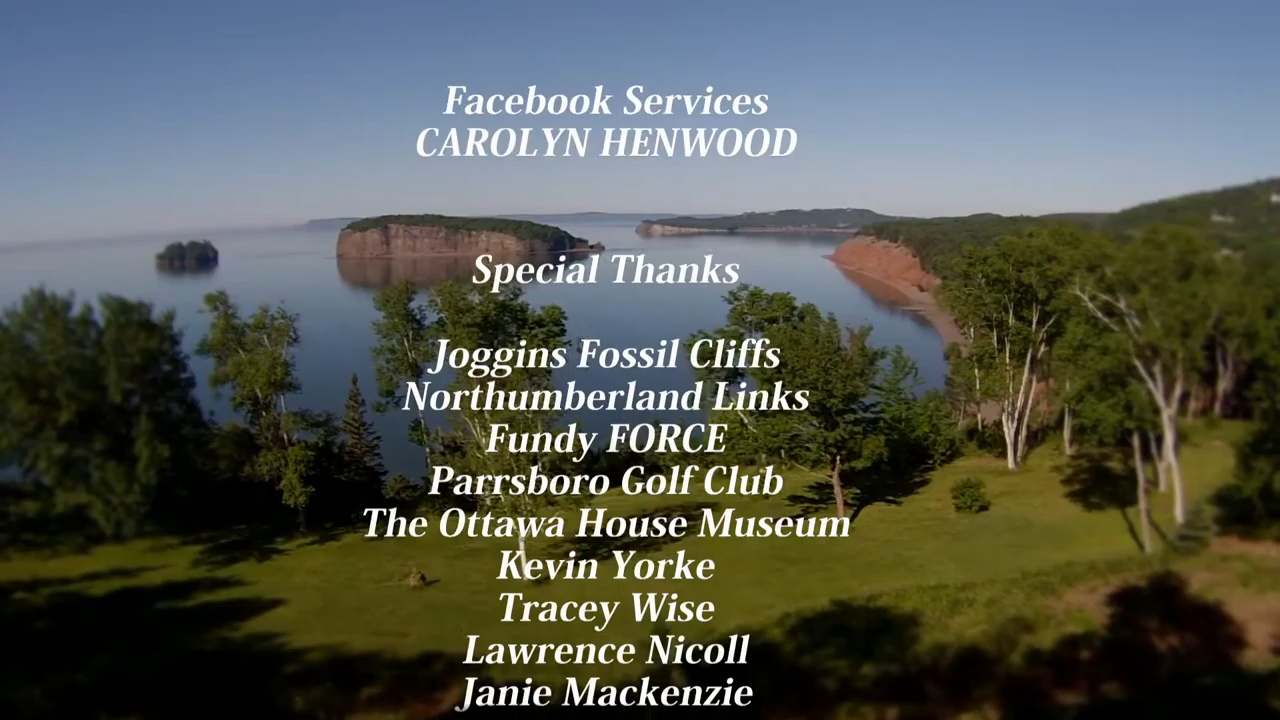 Facebook Services
CAROLYN HENWOOD
Special Thanks
Joggins Fossil Cliffs
Northumberland Links
Fundy FORCE
Parrsboro Golf Club
The Ottawa House Museum
Kevin Yorke
Tracey Wise
Lawrence Nicoll
Janie Mackenzie